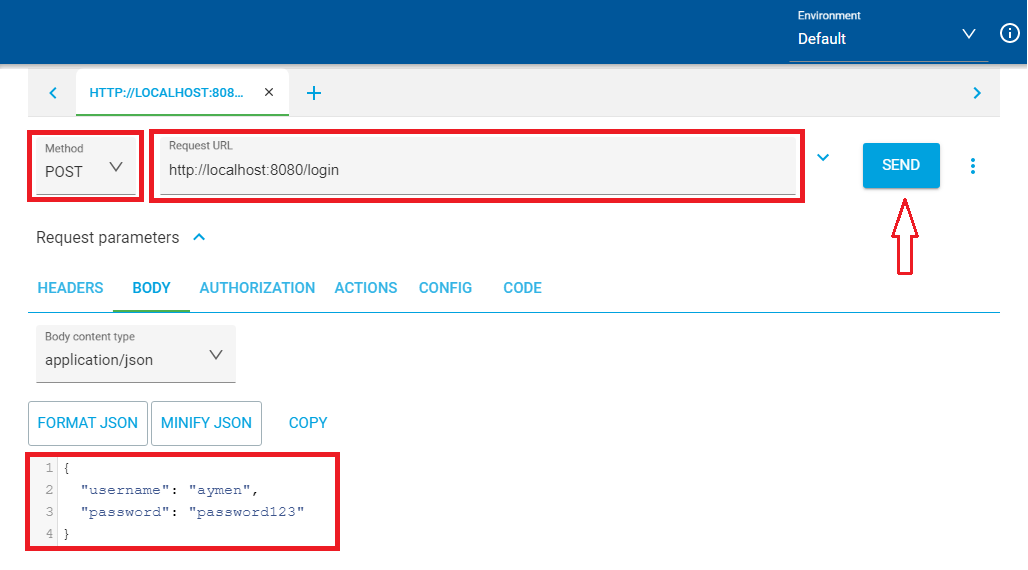 Environment
Default
HTTP://LOCALHOST:808...
Method
POST
Request URL
http://localhost:8080/login
SEND
Request parameters
HEADERS BODY AUTHORIZATION ACTIONS CONFIG CODE
Body content type
application/json
FORMAT JSON MINIFY JSON COPY
1 {
2 "username": "aymen",
3 "password": "password123"
4 }